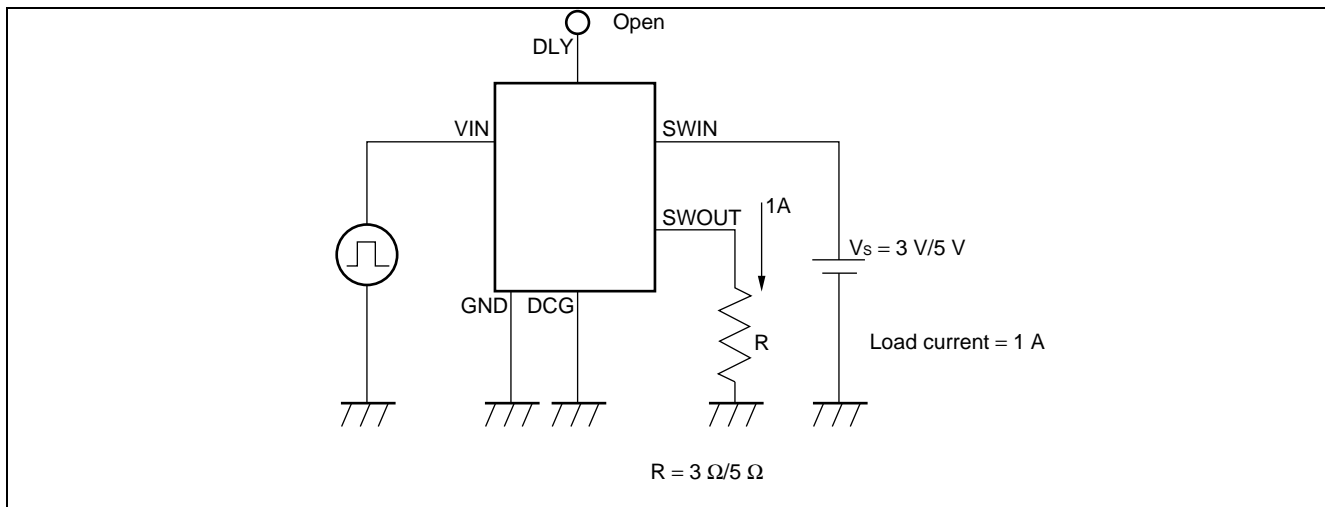 Open
DLY
VIN
SWIN
SWOUT
1A
VS = 3 V/5 V
GND
DCG
R
Load current = 1 A
R = 3 Ω/5 Ω